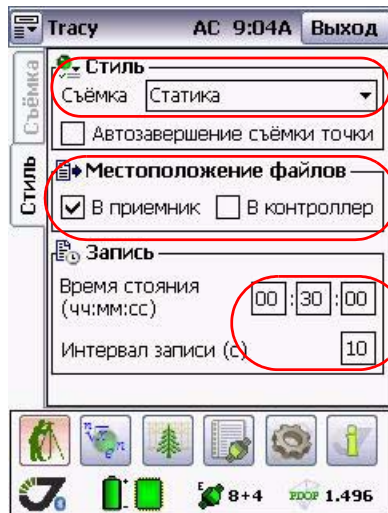 Tracy AC 9:04A Выход
Съёмка
Стиль
Стиль
Съёмка Статика
Автозавершение съёмки точки
Местоположение файлов
В приемник В контроллер
Запись
Время стояния
(чч:мм:сс)
00 : 30 : 00
Интервал записи (с) 10
8+4 PDOP 1.496